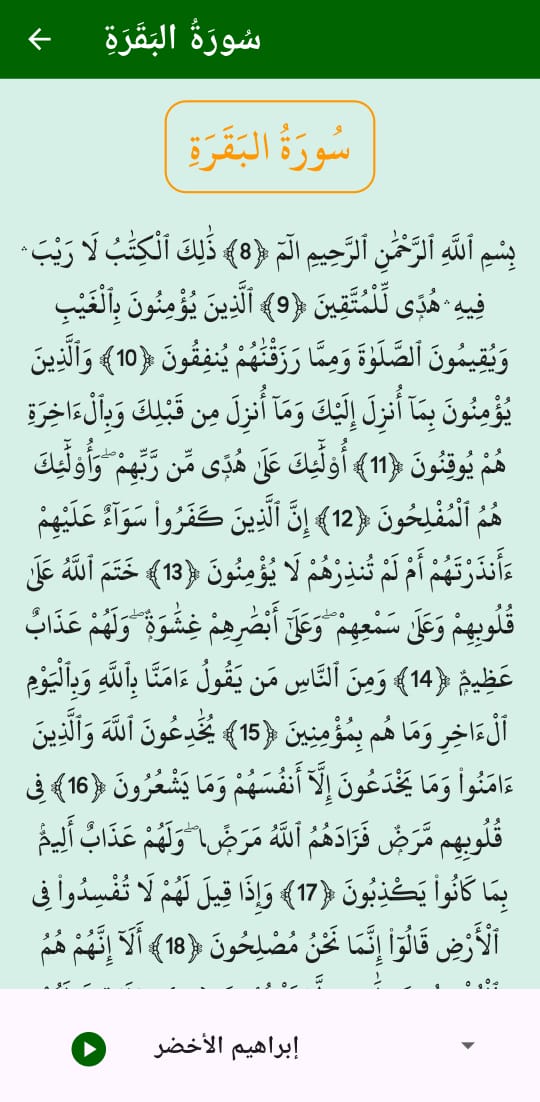 سُورَةُ البَقَرَةِ
سُورَةُ البَقَرَةِ
بِسْمِ ٱللَّهِ ٱلرَّحْمَٰنِ ٱلرَّحِيمِ الٓمٓ ﴿8﴾ ذَٰلِكَ ٱلْكِتَٰبُ لَا رَيْبَ ۛ
فِيهِ ۛ هُدًى لِّلْمُتَّقِينَ ﴿9﴾ ٱلَّذِينَ يُؤْمِنُونَ بِٱلْغَيْبِ
وَيُقِيمُونَ ٱلصَّلَوٰةَ وَمِمَّا رَزَقْنَٰهُمْ يُنفِقُونَ ﴿10﴾ وَٱلَّذِينَ
يُؤْمِنُونَ بِمَآ أُنزِلَ إِلَيْكَ وَمَآ أُنزِلَ مِن قَبْلِكَ وَبِٱلْءَاخِرَةِ
هُمْ يُوقِنُونَ ﴿11﴾ أُو۟لَٰٓئِكَ عَلَىٰ هُدًى مِّن رَّبِّهِمْ ۖ وَأُو۟لَٰٓئِكَ
هُمُ ٱلْمُفْلِحُونَ ﴿12﴾ إِنَّ ٱلَّذِينَ كَفَرُوا۟ سَوَآءٌ عَلَيْهِمْ
ءَأَنذَرْتَهُمْ أَمْ لَمْ تُنذِرْهُمْ لَا يُؤْمِنُونَ ﴿13﴾ خَتَمَ ٱللَّهُ عَلَىٰ
قُلُوبِهِمْ وَعَلَىٰ سَمْعِهِمْ ۖ وَعَلَىٰٓ أَبْصَٰرِهِمْ غِشَٰوَةٌ ۖ وَلَهُمْ عَذَابٌ
عَظِيمٌ ﴿14﴾ وَمِنَ ٱلنَّاسِ مَن يَقُولُ ءَامَنَّا بِٱللَّهِ وَبِٱلْيَوْمِ
ٱلْءَاخِرِ وَمَا هُم بِمُؤْمِنِينَ ﴿15﴾ يُخَٰدِعُونَ ٱللَّهَ وَٱلَّذِينَ
ءَامَنُوا۟ وَمَا يَخْدَعُونَ إِلَّآ أَنفُسَهُمْ وَمَا يَشْعُرُونَ ﴿16﴾ فِى
قُلُوبِهِم مَّرَضٌ فَزَادَهُمُ ٱللَّهُ مَرَضًا ۖ وَلَهُمْ عَذَابٌ أَلِيمٌۢ
بِمَا كَانُوا۟ يَكْذِبُونَ ﴿17﴾ وَإِذَا قِيلَ لَهُمْ لَا تُفْسِدُوا۟ فِى
ٱلْأَرْضِ قَالُوٓا۟ إِنَّمَا نَحْنُ مُصْلِحُونَ ﴿18﴾ أَلَآ إِنَّهُمْ هُمُ
إبراهيم الأخضر